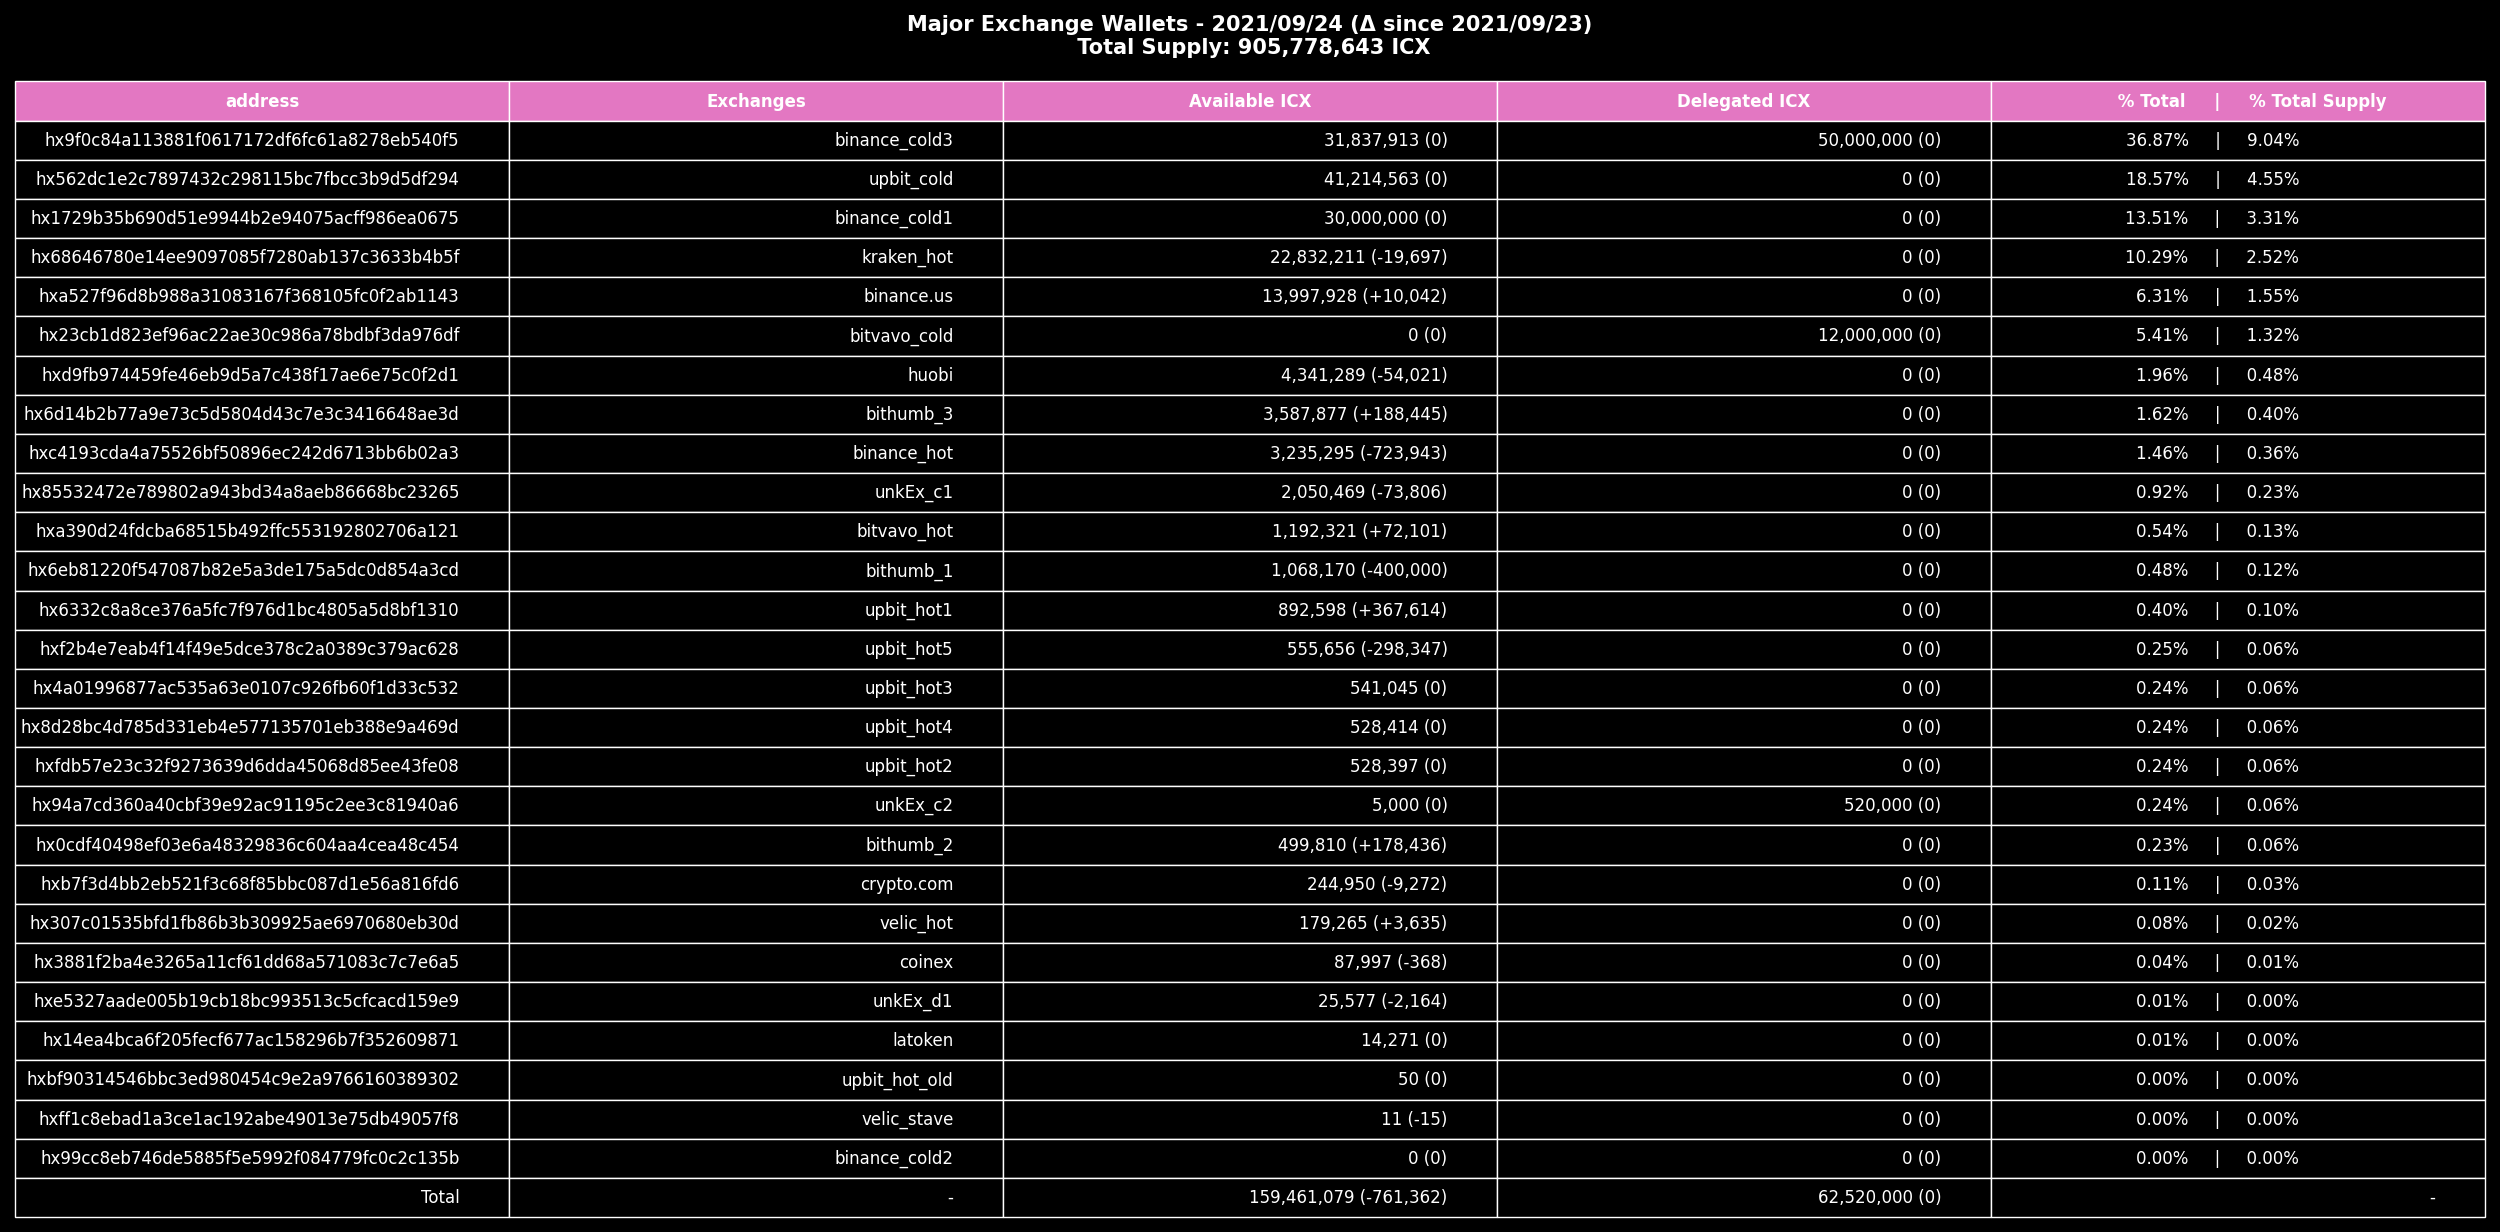 Major Exchange Wallets - 2021/09/24 (Δ since 2021/09/23)
Total Supply: 905,778,643 ICX
address Exchanges Available ICX Delegated ICX % Total | % Total Supply
hx9f0c84a113881f0617172df6fc61a8278eb540f5 binance_cold3 31,837,913 (0) 50,000,000 (0) 36.87% | 9.04%
hx562dc1e2c7897432c298115bc7fbcc3b9d5df294 upbit_cold 41,214,563 (0) 0 (0) 18.57% | 4.55%
hx1729b35b690d51e9944b2e94075acff986ea0675 binance_cold1 30,000,000 (0) 0 (0) 13.51% | 3.31%
hx68646780e14ee9097085f7280ab137c3633b4b5f kraken_hot 22,832,211 (-19,697) 0 (0) 10.29% | 2.52%
hxa527f96d8b988a31083167f368105fc0f2ab1143 binance.us 13,997,928 (+10,042) 0 (0) 6.31% | 1.55%
hx23cb1d823ef96ac22ae30c986a78bdbf3da976df bitvavo_cold 0 (0) 12,000,000 (0) 5.41% | 1.32%
hxd9fb974459fe46eb9d5a7c438f17ae6e75c0f2d1 huobi 4,341,289 (-54,021) 0 (0) 1.96% | 0.48%
hx6d14b2b77a9e73c5d5804d43c7e3c3416648ae3d bithumb_3 3,587,877 (+188,445) 0 (0) 1.62% | 0.40%
hxc4193cda4a75526bf50896ec242d6713bb6b02a3 binance_hot 3,235,295 (-723,943) 0 (0) 1.46% | 0.36%
hx85532472e789802a943bd34a8aeb86668bc23265 unkEx_c1 2,050,469 (-73,806) 0 (0) 0.92% | 0.23%
hxa390d24fdcba68515b492ffc553192802706a121 bitvavo_hot 1,192,321 (+72,101) 0 (0) 0.54% | 0.13%
hx6eb81220f547087b82e5a3de175a5dc0d854a3cd bithumb_1 1,068,170 (-400,000) 0 (0) 0.48% | 0.12%
hx6332c8a8ce376a5fc7f976d1bc4805a5d8bf1310 upbit_hot1 892,598 (+367,614) 0 (0) 0.40% | 0.10%
hxf2b4e7eab4f14f49e5dce378c2a0389c379ac628 upbit_hot5 555,656 (-298,347) 0 (0) 0.25% | 0.06%
hx4a01996877ac535a63e0107c926fb60f1d33c532 upbit_hot3 541,045 (0) 0 (0) 0.24% | 0.06%
hx8d28bc4d785d331eb4e577135701eb388e9a469d upbit_hot4 528,414 (0) 0 (0) 0.24% | 0.06%
hxfdb57e23c32f9273639d6dda45068d85ee43fe08 upbit_hot2 528,397 (0) 0 (0) 0.24% | 0.06%
hx94a7cd360a40cbf39e92ac91195c2ee3c81940a6 unkEx_c2 5,000 (0) 520,000 (0) 0.24% | 0.06%
hx0cdf40498ef03e6a48329836c604aa4cea48c454 bithumb_2 499,810 (+178,436) 0 (0) 0.23% | 0.06%
hxb7f3d4bb2eb521f3c68f85bbc087d1e56a816fd6 crypto.com 244,950 (-9,272) 0 (0) 0.11% | 0.03%
hx307c01535bfd1fb86b3b309925ae6970680eb30d velic_hot 179,265 (+3,635) 0 (0) 0.08% | 0.02%
hx3881f2ba4e3265a11cf61dd68a571083c7c7e6a5 coinex 87,997 (-368) 0 (0) 0.04% | 0.01%
hxe5327aade005b19cb18bc993513c5cfcacd159e9 unkEx_d1 25,577 (-2,164) 0 (0) 0.01% | 0.00%
hx14ea4bca6f205fecf677ac158296b7f352609871 latoken 14,271 (0) 0 (0) 0.01% | 0.00%
hxbf90314546bbc3ed980454c9e2a9766160389302 upbit_hot_old 50 (0) 0 (0) 0.00% | 0.00%
hxff1c8ebad1a3ce1ac192abe49013e75db49057f8 velic_stave 11 (-15) 0 (0) 0.00% | 0.00%
hx99cc8eb746de5885f5e5992f084779fc0c2c135b binance_cold2 0 (0) 0 (0) 0.00% | 0.00%
Total - 159,461,079 (-761,362) 62,520,000 (0) -